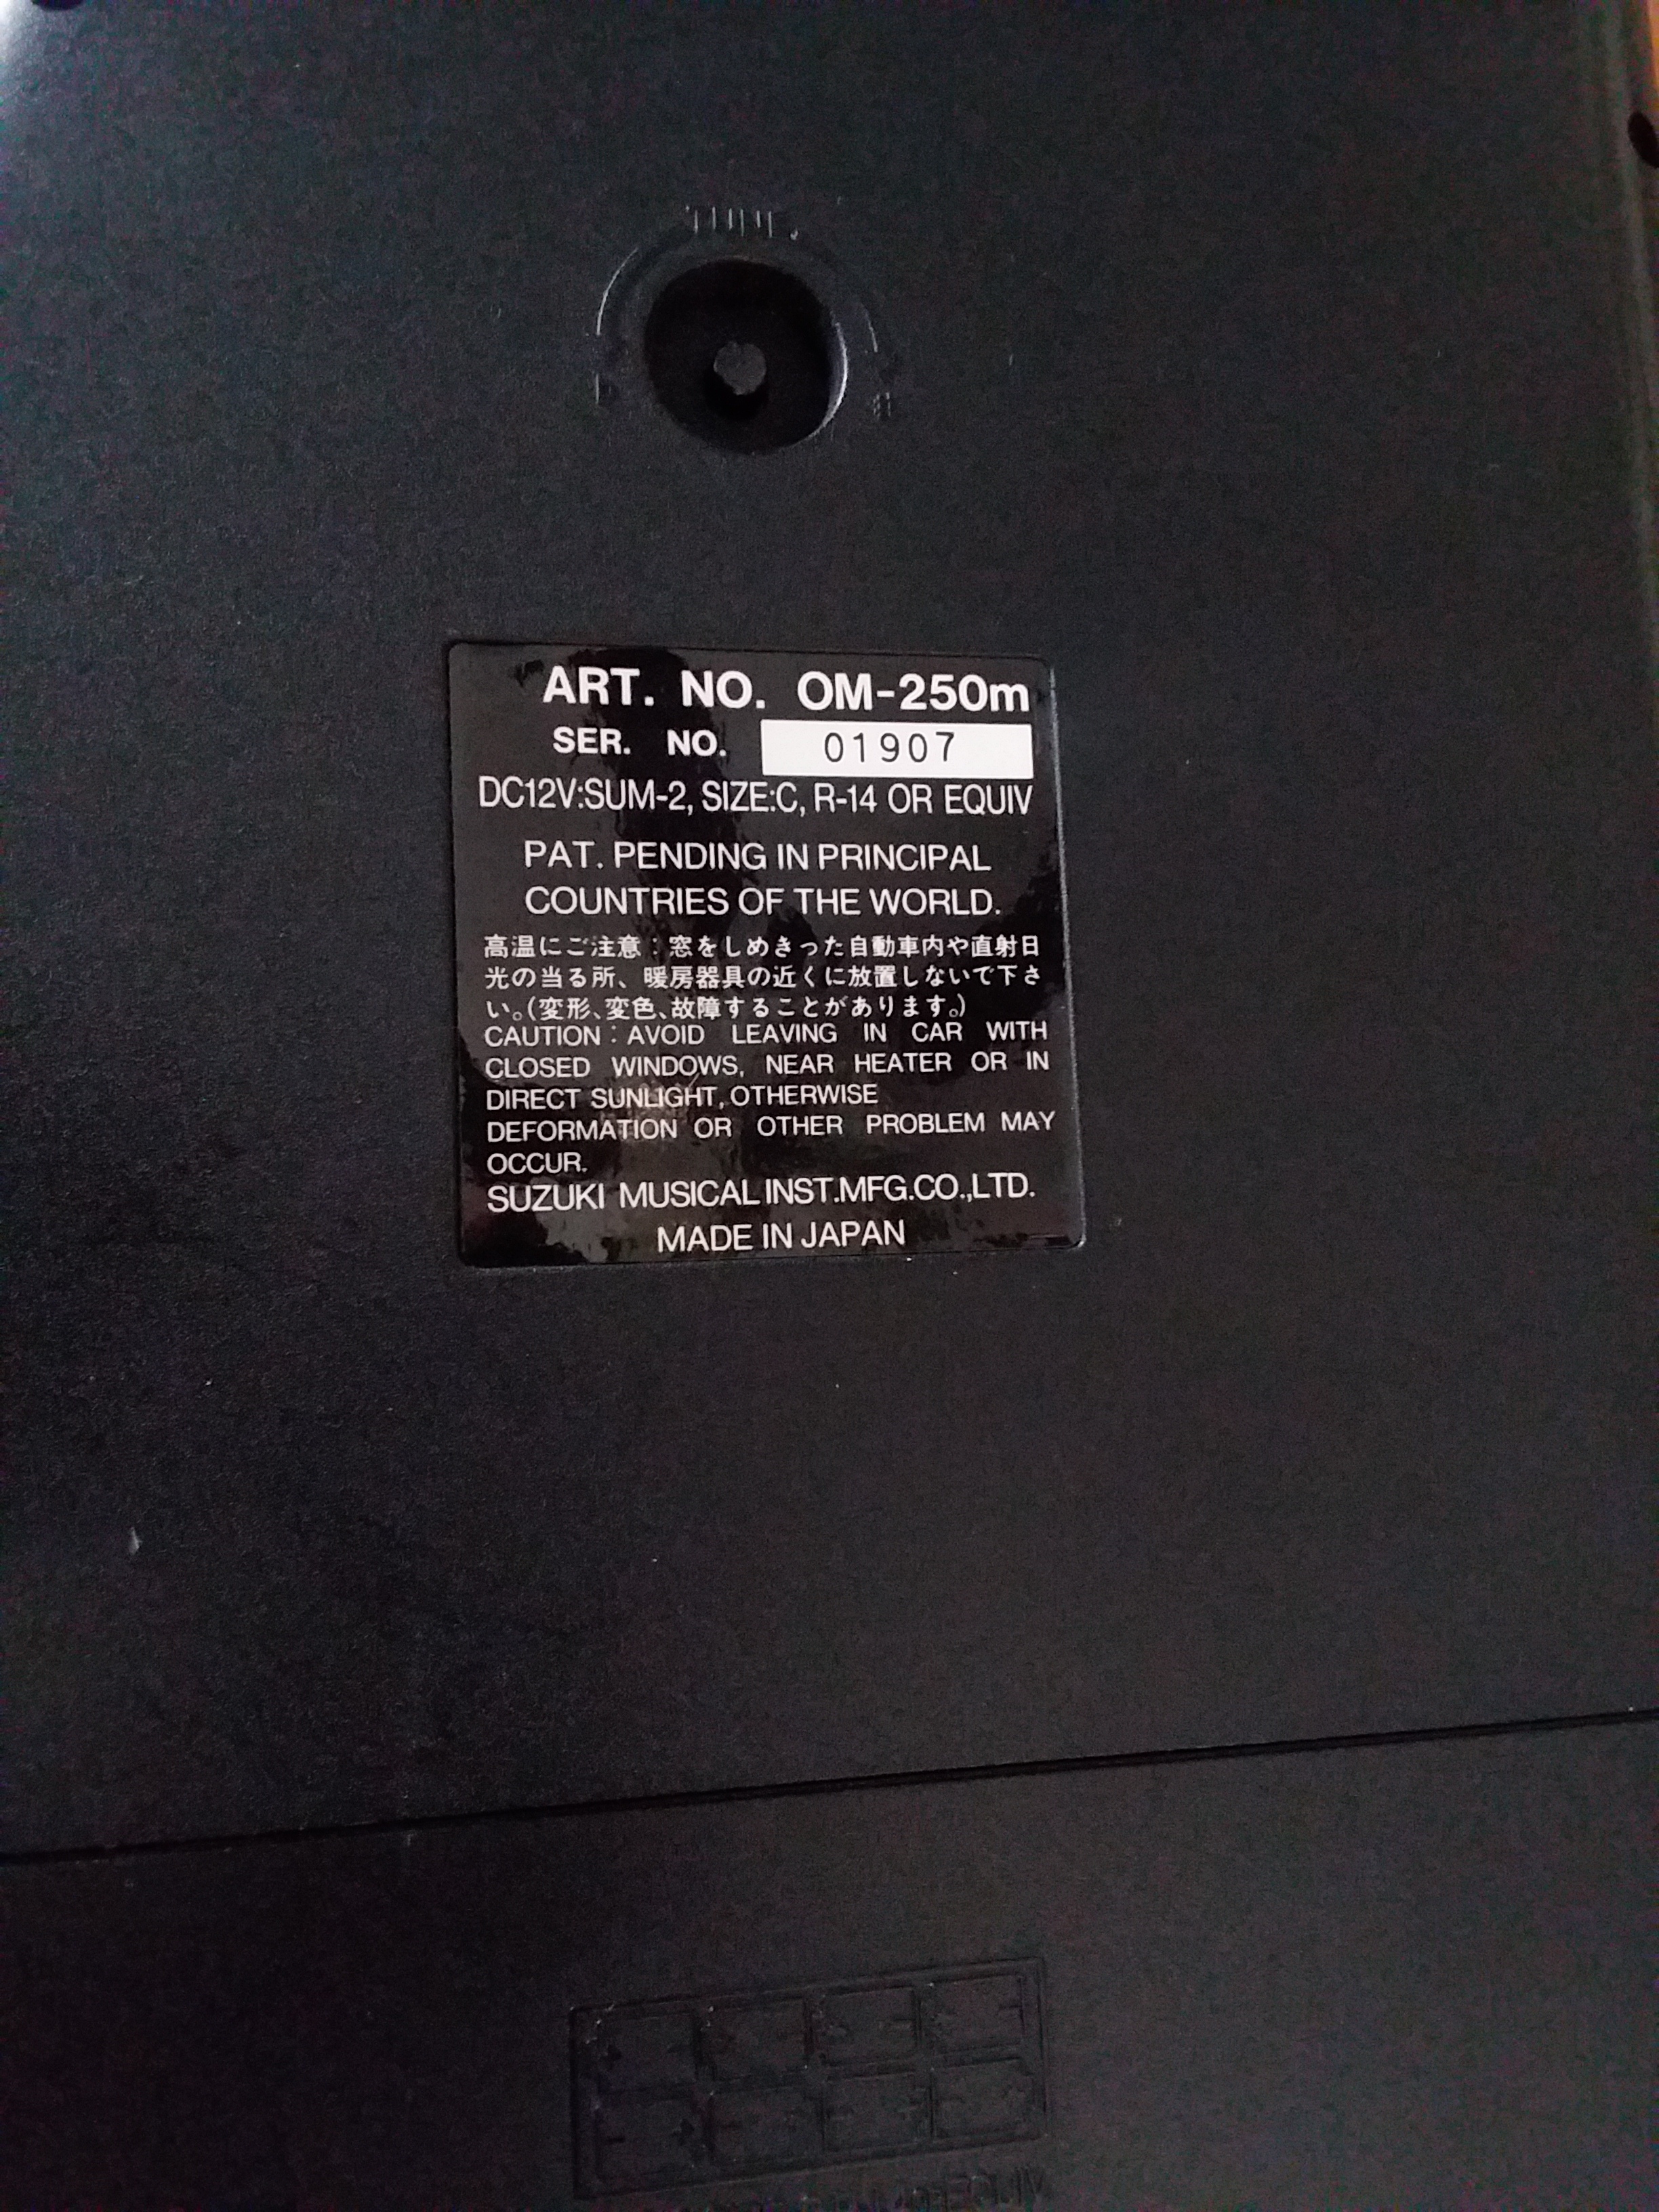 ART. NO. OM-250m
SER. NO. 01907
DC12V:SUM-2, SIZE:C, R-14 OR EQUIV
PAT. PENDING IN PRINCIPAL
COUNTRIES OF THE WORLD.
高温にご注意：窓をしめきった自動車内や直射日
光の当る所、暖房器具の近くに放置しないで下さ
い。(変形、変色、故障することがあります。)
CAUTION : AVOID LEAVING IN CAR WITH
CLOSED WINDOWS, NEAR HEATER OR IN
DIRECT SUNLIGHT, OTHERWISE
DEFORMATION OR OTHER PROBLEM MAY
OCCUR.
SUZUKI MUSICAL INST.MFG.CO.,LTD.
MADE IN JAPAN